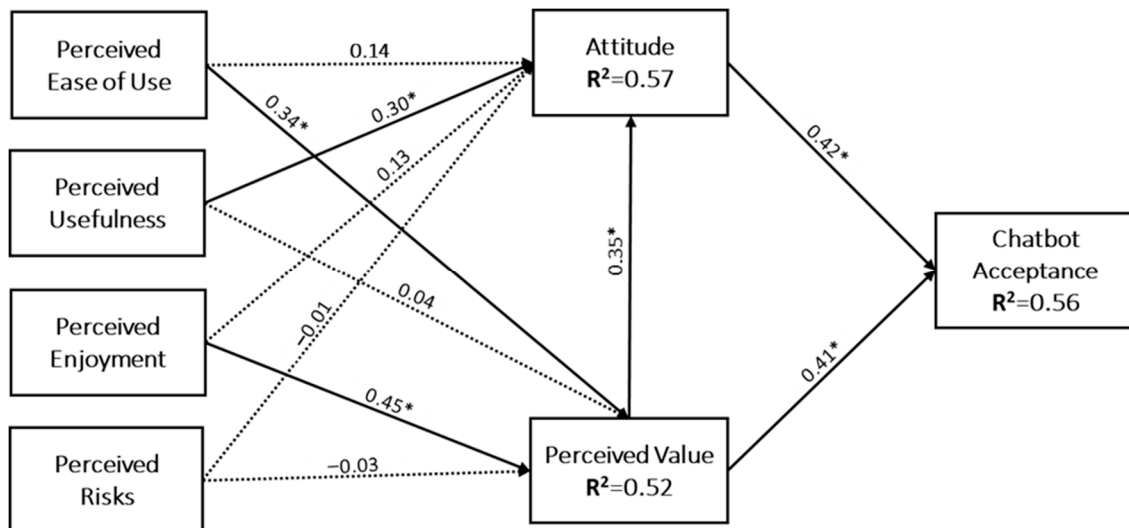 Perceived
Ease of Use
Perceived
Usefulness
Perceived
Enjoyment
Perceived
Risks
0.14
0.34*
0.30*
0.13
0.04
−0.01
0.45*
−0.03
Attitude
R²=0.57
0.35*
Perceived Value
R²=0.52
0.42*
0.41*
Chatbot
Acceptance
R²=0.56